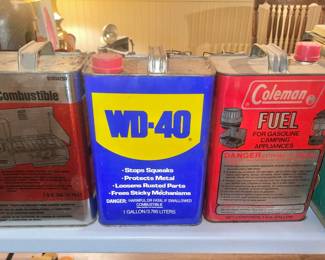 Combustible
WD-40
• Stops Squeaks
• Protects Metal
• Loosens Rusted Parts
• Frees Sticky Mechanisms
DANGER: HARMFUL OR FATAL IF SWALLOWED
COMBUSTIBLE
1 GALLON/3.785 LITERS
Coleman
FUEL
FOR GASOLINE
CAMPING
APPLIANCES
DANGER